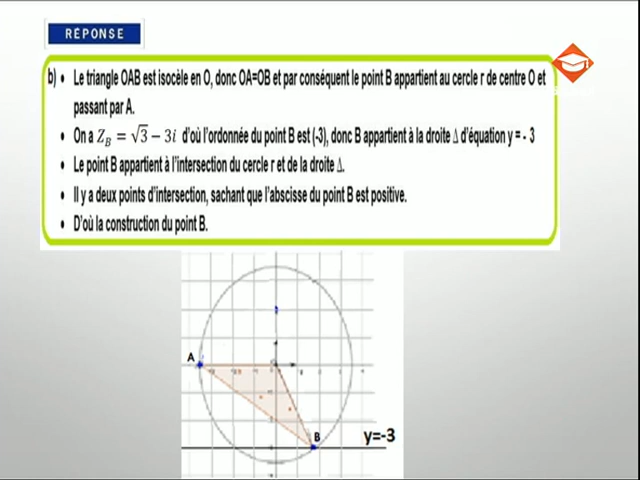 RÉPONSE
b) • Le triangle OAB est isocèle en O, donc OA=OB et par conséquent le point B appartient au cercle r de centre O et
passant par A.
• On a Z_B = √3 − 3i d'où l'ordonnée du point B est (-3), donc B appartient à la droite Δ d'équation y = - 3
• Le point B appartient à l'intersection du cercle r et de la droite Δ.
• Il y a deux points d'intersection, sachant que l'abscisse du point B est positive.
• D'où la construction du point B.
A
B
y=-3